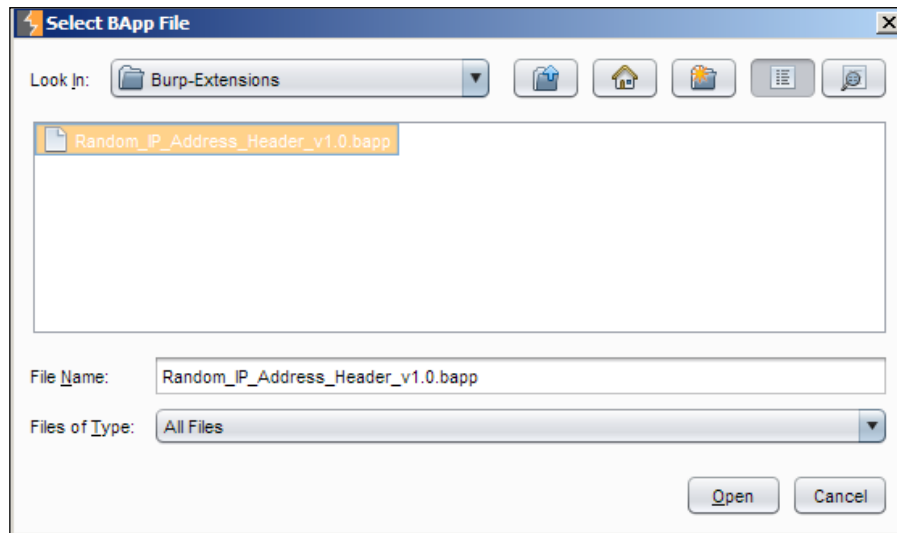 Select BApp File
Look In: Burp-Extensions
Random_IP_Address_Header_v1.0.bapp
File Name: Random_IP_Address_Header_v1.0.bapp
Files of Type: All Files
Open Cancel